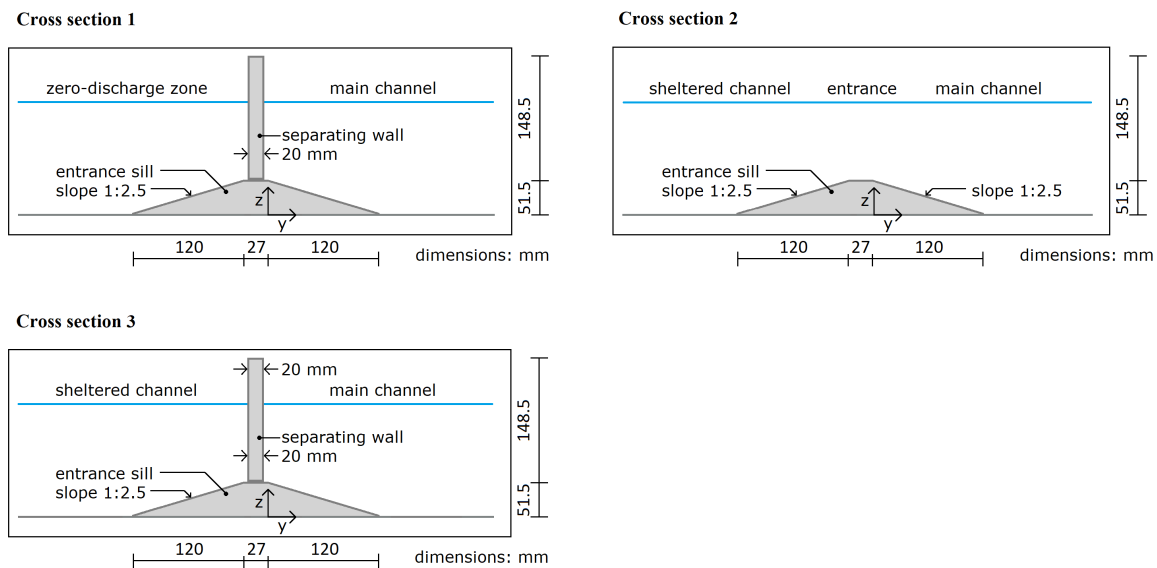 Cross section 1
zero-discharge zone
main channel
separating wall
20 mm
entrance sill
slope 1:2.5
z
y
148.5
51.5
120
27
120
dimensions: mm
Cross section 2
sheltered channel
entrance
main channel
entrance sill
slope 1:2.5
slope 1:2.5
z
y
148.5
51.5
120
27
120
dimensions: mm
Cross section 3
20 mm
sheltered channel
main channel
separating wall
20 mm
entrance sill
slope 1:2.5
z
y
148.5
51.5
120
27
120
dimensions: mm